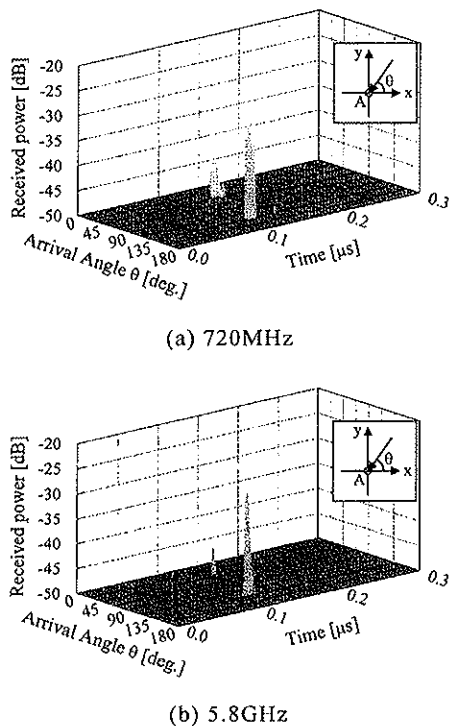 -20
-25
-30
-35
-40
-45
-50
Received power [dB]
0
45
90
135
180
Arrival Angle θ [deg.]
0.0
0.1
0.2
0.3
Time [μs]
y
θ
A
x
(a) 720MHz
-20
-25
-30
-35
-40
-45
-50
Received power [dB]
0
45
90
135
180
Arrival Angle θ [deg.]
0.0
0.1
0.2
0.3
Time [μs]
y
θ
A
x
(b) 5.8GHz